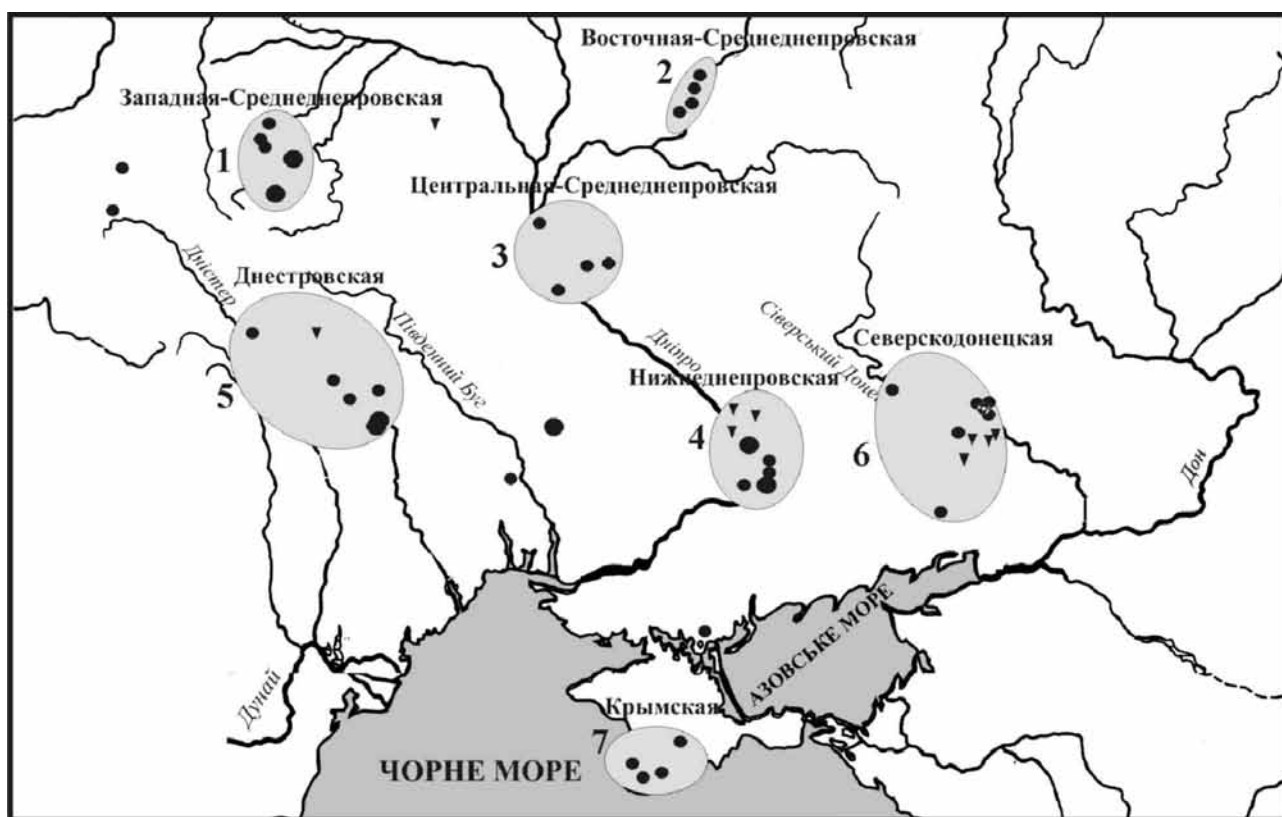 Восточная-Среднеднепровская
2
Западная-Среднеднепровская
1
Центральная-Среднеднепровская
3
Дністер
Днестровская
5
Південний Буг
Дніпро
Сіверський Донец
Северскодонецкая
6
Нижнеднепровская
4
Дон
АЗОВСЬКЕ МОРЕ
Дунай
Крымская
7
ЧОРНЕ МОРЕ